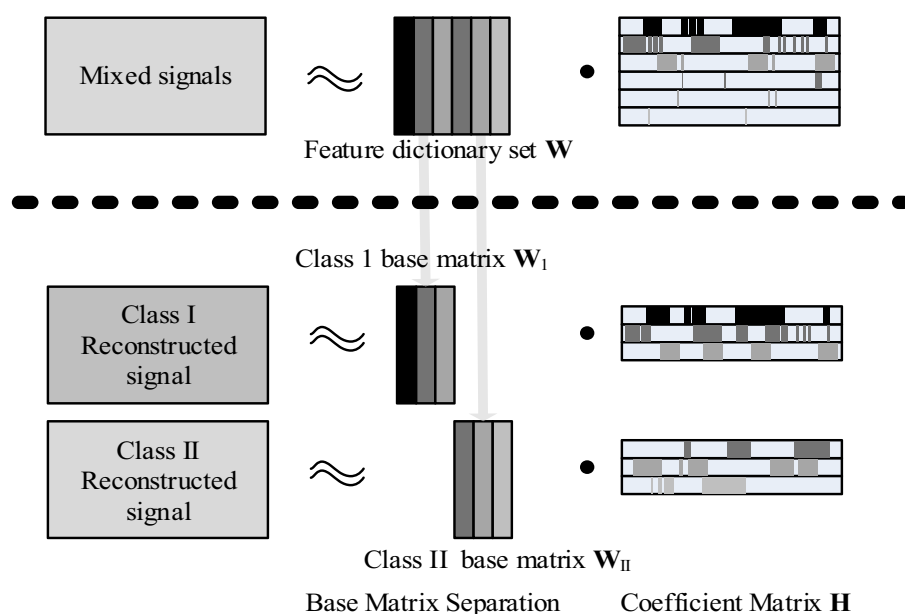 Mixed signals
Feature dictionary set W
Class 1 base matrix W₁
Class I
Reconstructed
signal
Class II
Reconstructed
signal
Class II base matrix W_II
Base Matrix Separation
Coefficient Matrix H